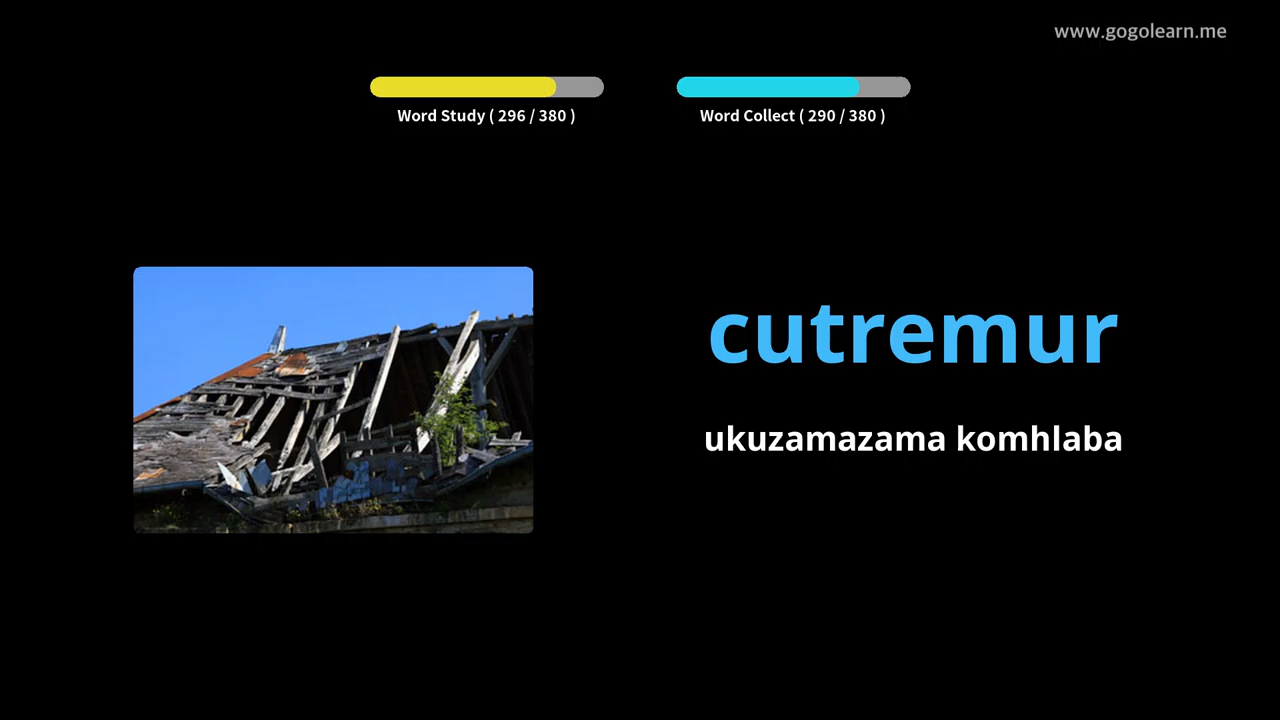 www.gogolearn.me
Word Study ( 296 / 380 )
Word Collect ( 290 / 380 )
cutremur
ukuzamazama komhlaba